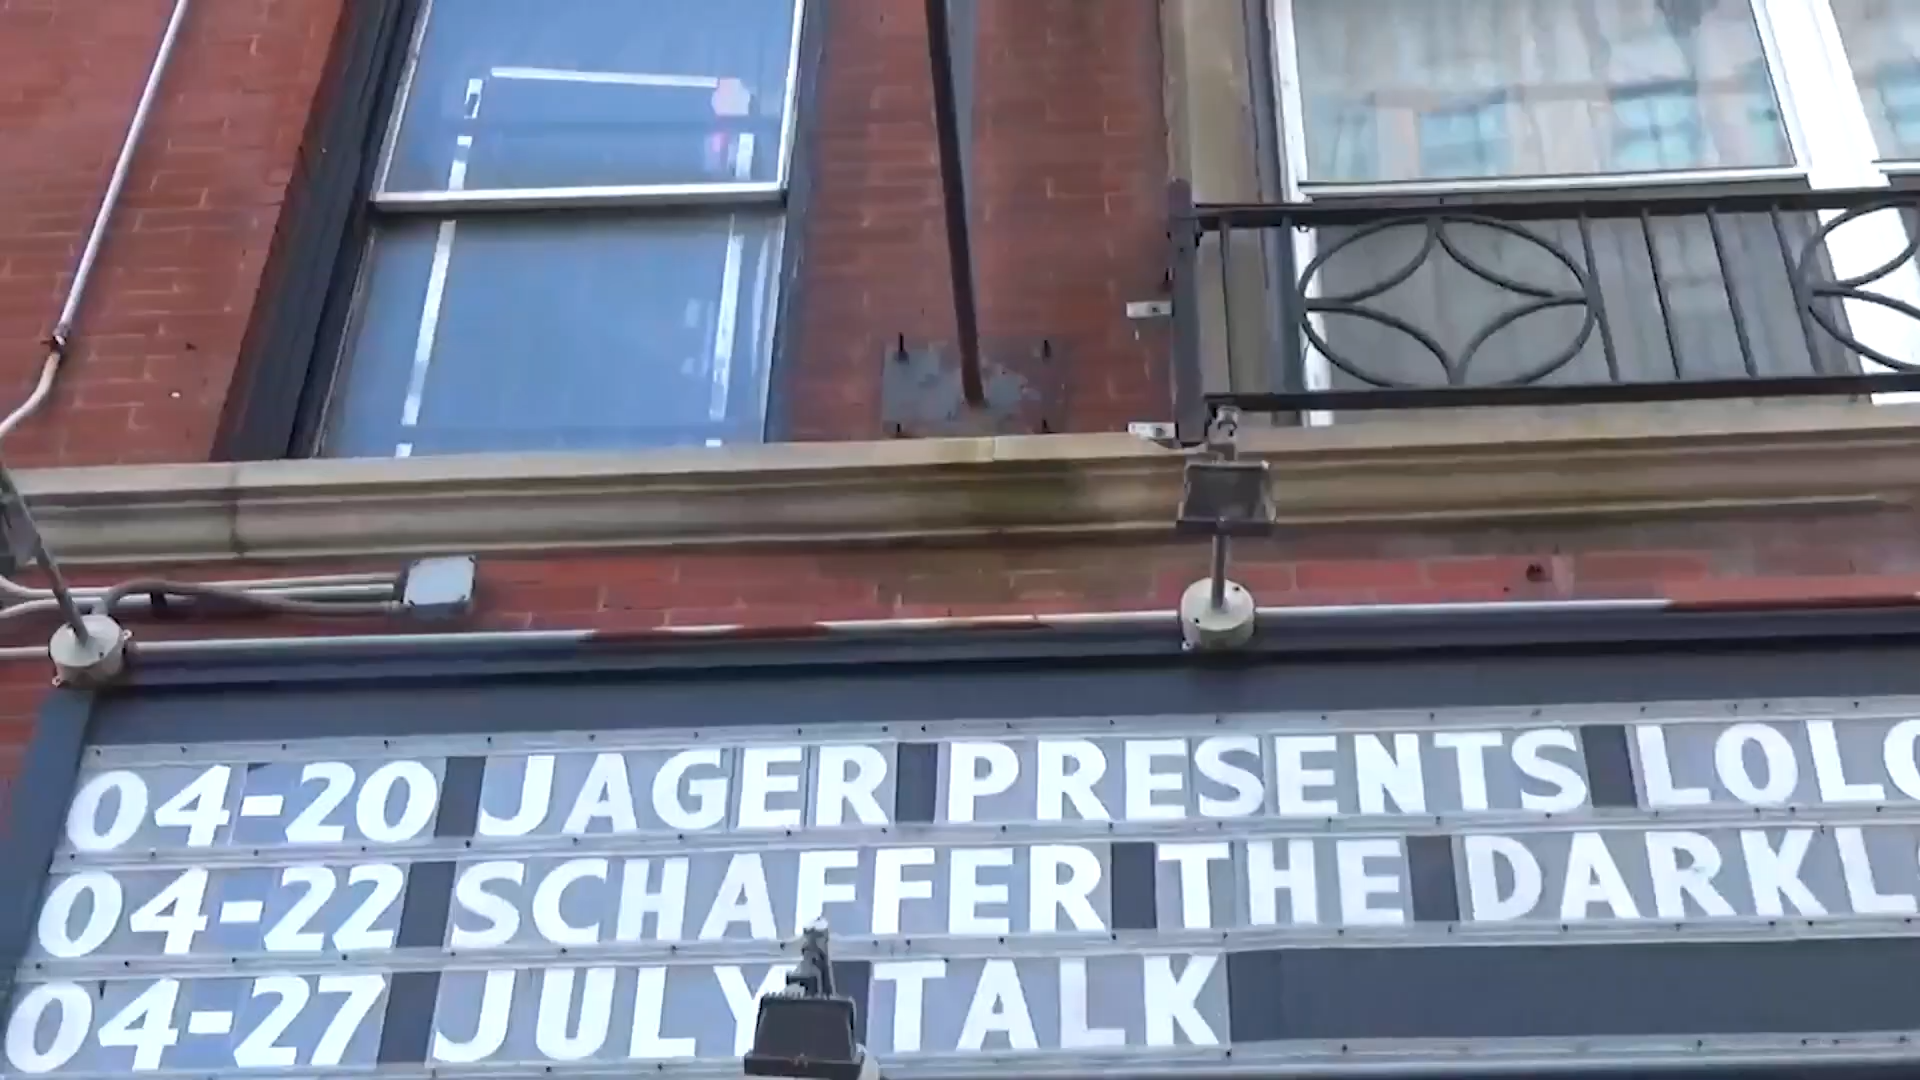 04-20 JAGER PRESENTS
04-22 SCHAFFER THE
04-27 JULY TALK